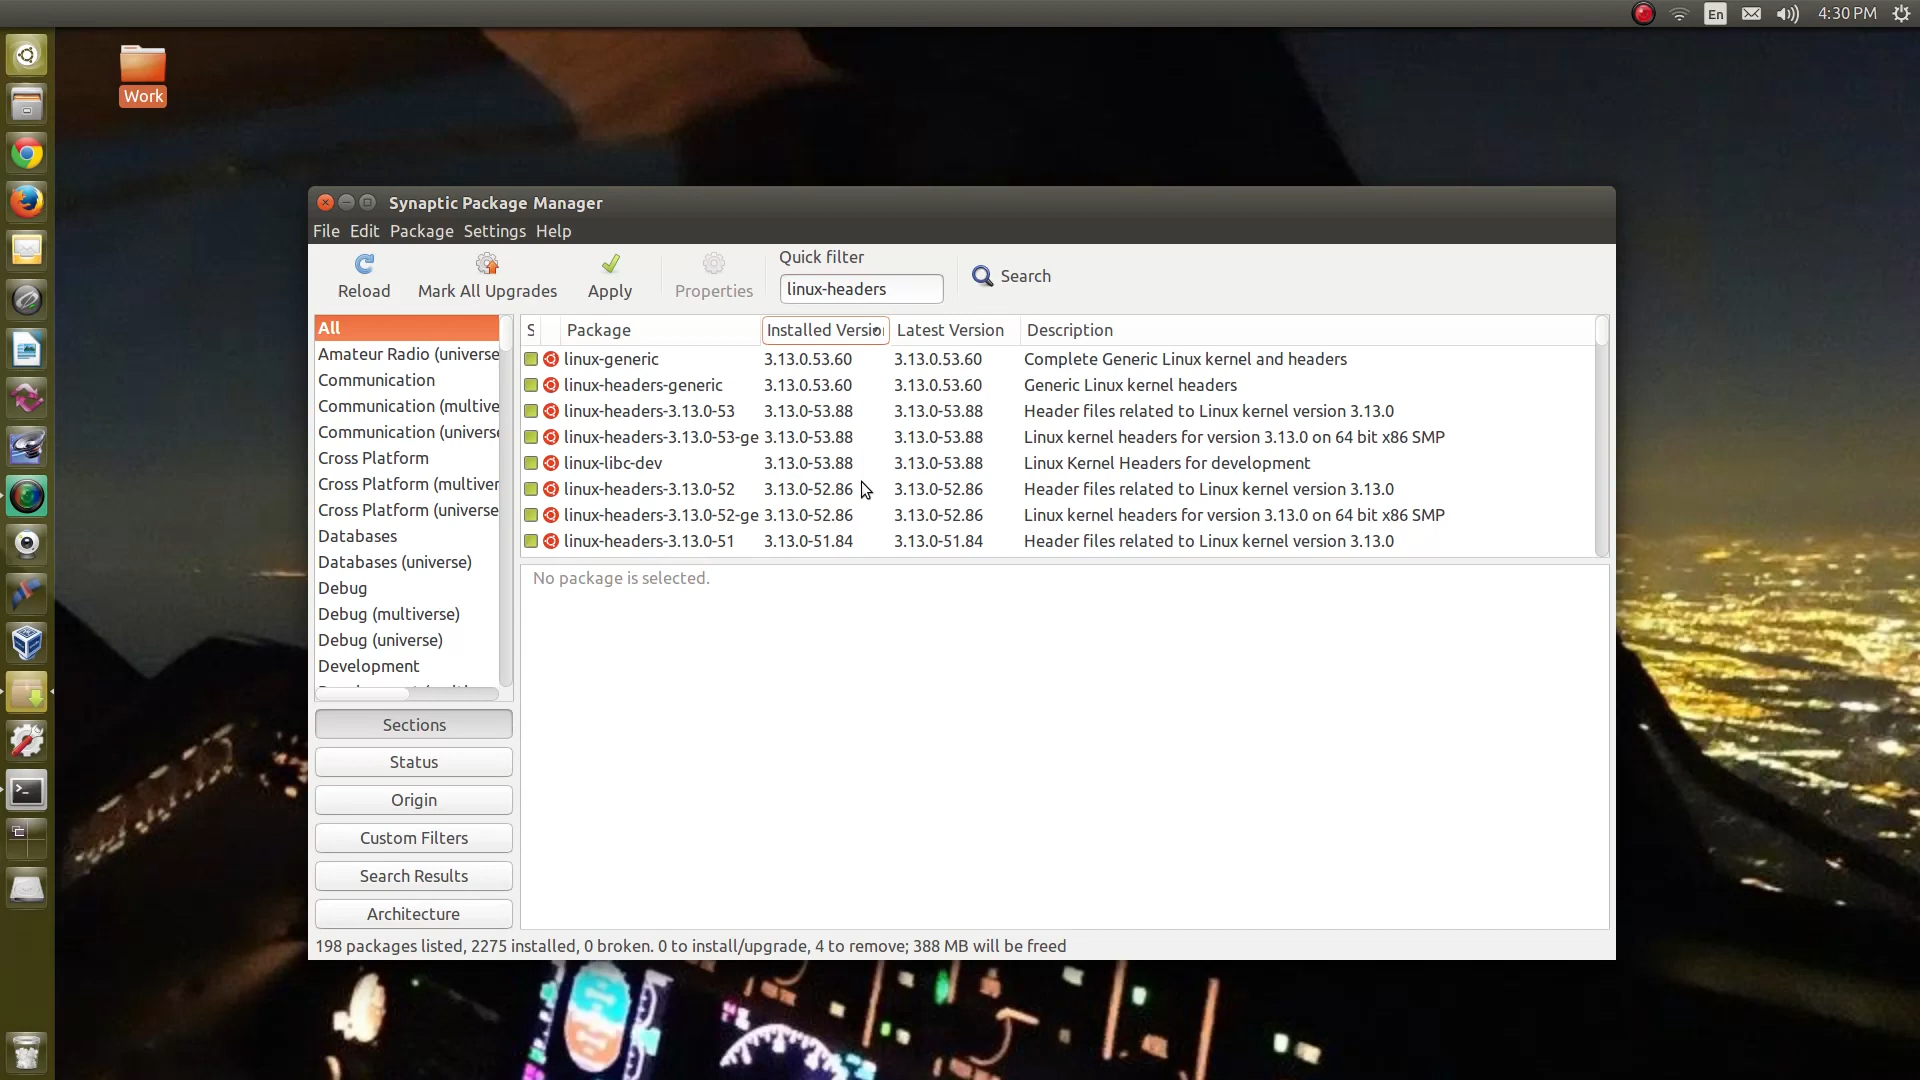 En
4:30 PM
Work
Synaptic Package Manager
File Edit Package Settings Help
Reload
Mark All Upgrades
Apply
Properties
Quick filter
linux-headers
Search
All
Amateur Radio (universe
Communication
Communication (multive
Communication (univers
Cross Platform
Cross Platform (multiver
Cross Platform (universe
Databases
Databases (universe)
Debug
Debug (multiverse)
Debug (universe)
Development
S Package Installed Version Latest Version Description
linux-generic 3.13.0.53.60 3.13.0.53.60 Complete Generic Linux kernel and headers
linux-headers-generic 3.13.0.53.60 3.13.0.53.60 Generic Linux kernel headers
linux-headers-3.13.0-53 3.13.0-53.88 3.13.0-53.88 Header files related to Linux kernel version 3.13.0
linux-headers-3.13.0-53-ge 3.13.0-53.88 3.13.0-53.88 Linux kernel headers for version 3.13.0 on 64 bit x86 SMP
linux-libc-dev 3.13.0-53.88 3.13.0-53.88 Linux Kernel Headers for development
linux-headers-3.13.0-52 3.13.0-52.86 3.13.0-52.86 Header files related to Linux kernel version 3.13.0
linux-headers-3.13.0-52-ge 3.13.0-52.86 3.13.0-52.86 Linux kernel headers for version 3.13.0 on 64 bit x86 SMP
linux-headers-3.13.0-51 3.13.0-51.84 3.13.0-51.84 Header files related to Linux kernel version 3.13.0
No package is selected.
Sections
Status
Origin
Custom Filters
Search Results
Architecture
198 packages listed, 2275 installed, 0 broken. 0 to install/upgrade, 4 to remove; 388 MB will be freed